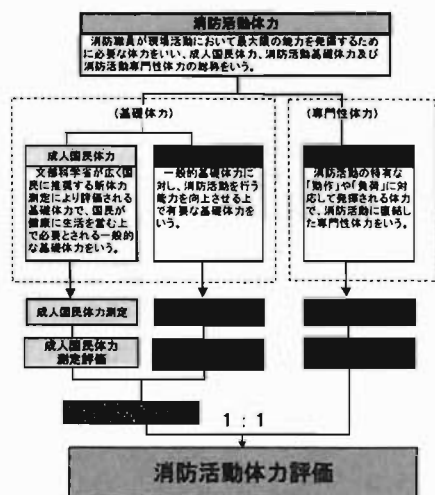 消防活動体力
消防職員が現場活動において最大限の能力を発揮するため
に必要な体力をいい、成人国民体力、消防活動基礎体力及び
消防活動専門性体力の総称をいう。
(基礎体力)
(専門性体力)
成人国民体力
文部科学省が広く国
民に推奨する新体力
測定により評価される
基礎体力で、国民が
健康に生活を営む上
で必要とされる一般的
な基礎体力をいう。
一般的基礎体力に
対し、消防活動を行う
能力を向上させる上
で有要な基礎体力を
いう。
消防活動の特有な
「動作」や「負荷」に対
応して発揮される体力
で、消防活動に直結し
た専門性体力をいう。
成人国民体力測定
成人国民体力
測定評価
1:1
消防活動体力評価